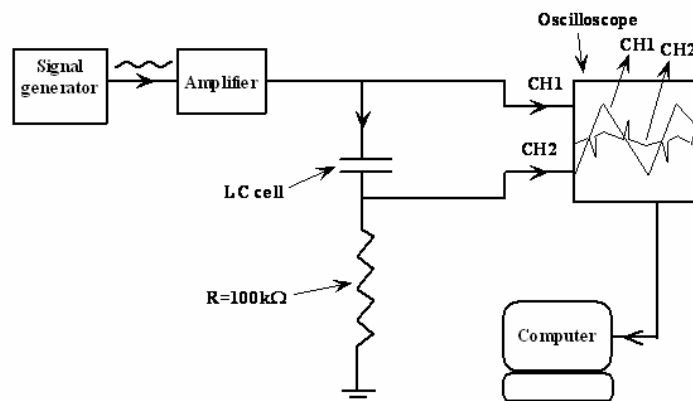 Oscilloscope
CH1
CH2
Signal
generator
Amplifier
CH1
CH2
LC cell
R=100kΩ
Computer